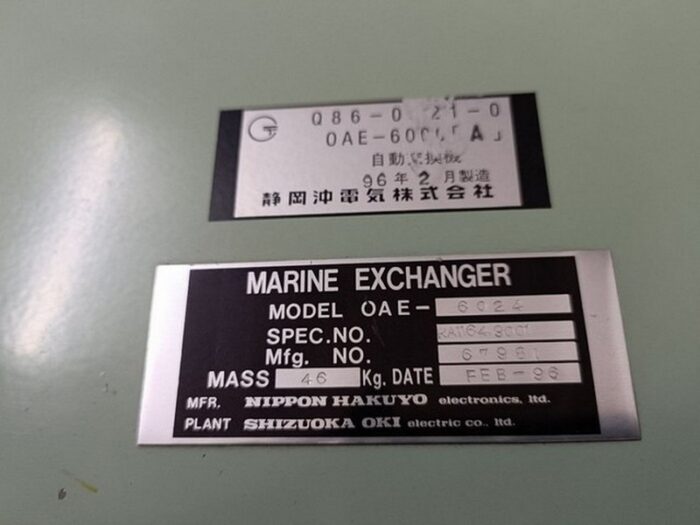 Q86-0 21-0
OAE-600
自動交換機
96年2月製造
静岡沖電気株式会社
MARINE EXCHANGER
MODEL OAE- 6024
SPEC.NO.
Mfg. NO. 67961
MASS 46 Kg. DATE FEB-96
MFR. NIPPON HAKUYO electronics, ltd.
PLANT SHIZUOKA OKI electric co., ltd.